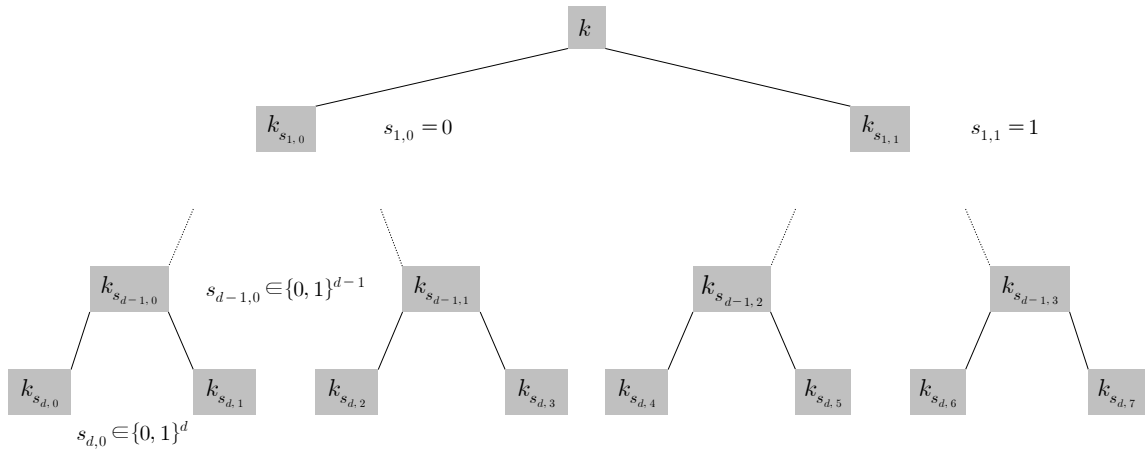 k
k_{s_{1,0}} s_{1,0} = 0 k_{s_{1,1}} s_{1,1} = 1
k_{s_{d-1,0}} s_{d-1,0} ∈ {0, 1}^{d-1} k_{s_{d-1,1}} k_{s_{d-1,2}} k_{s_{d-1,3}}
k_{s_{d,0}} k_{s_{d,1}} k_{s_{d,2}} k_{s_{d,3}} k_{s_{d,4}} k_{s_{d,5}} k_{s_{d,6}} k_{s_{d,7}}
s_{d,0} ∈ {0, 1}^d